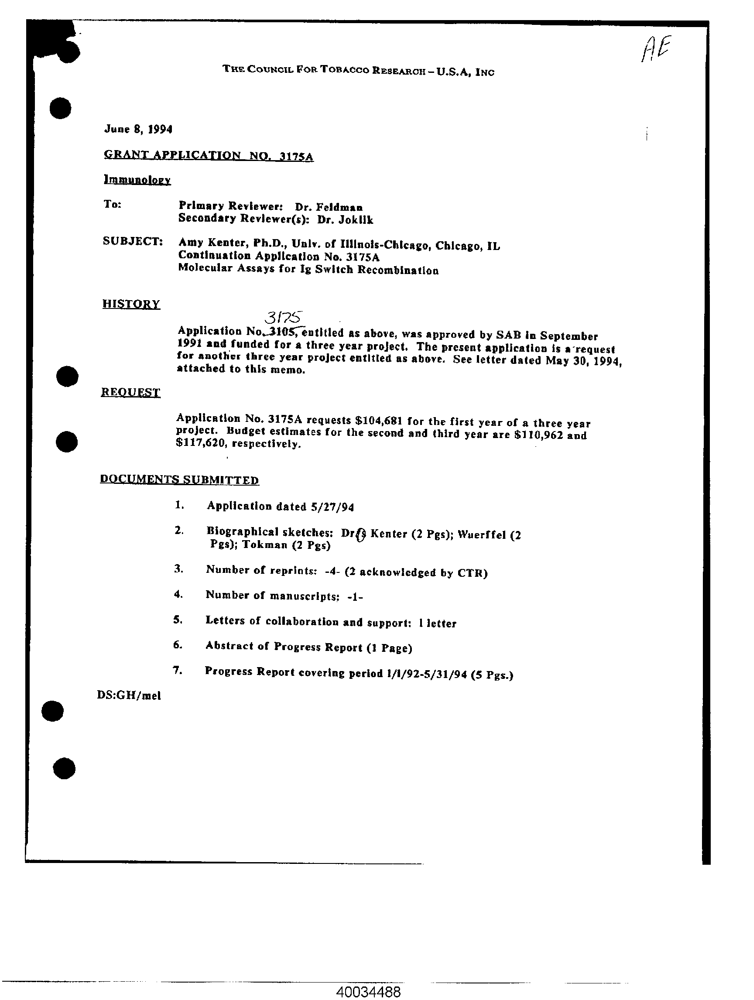 AE
THE COUNCIL FOR TOBACCO RESEARCH – U.S.A., INC
June 8, 1994
GRANT APPLICATION NO. 3175A
Immunology
To: Primary Reviewer: Dr. Feldman
Secondary Reviewer(s): Dr. Joklik
SUBJECT: Amy Kenter, Ph.D., Univ. of Illinois-Chicago, Chicago, IL
Continuation Application No. 3175A
Molecular Assays for Ig Switch Recombination
HISTORY
3175
Application No. 3105, entitled as above, was approved by SAB in September
1991 and funded for a three year project. The present application is a request
for another three year project entitled as above. See letter dated May 30, 1994,
attached to this memo.
REQUEST
Application No. 3175A requests $104,681 for the first year of a three year
project. Budget estimates for the second and third year are $110,962 and
$117,620, respectively.
DOCUMENTS SUBMITTED
1. Application dated 5/27/94
2. Biographical sketches: Dr. Kenter (2 Pgs); Wuerffel (2
Pgs); Tokman (2 Pgs)
3. Number of reprints: -4- (2 acknowledged by CTR)
4. Number of manuscripts: -1-
5. Letters of collaboration and support: 1 letter
6. Abstract of Progress Report (1 Page)
7. Progress Report covering period 1/1/92-5/31/94 (5 Pgs.)
DS:GH/mel
40034488